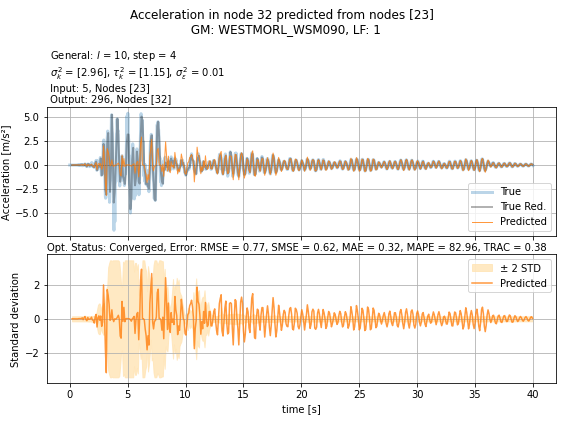 Acceleration in node 32 predicted from nodes [23]
GM: WESTMORL_WSM090, LF: 1
General: l = 10, step = 4
σ²ₖ = [2.96], τ²ₖ = [1.15], σ²ε = 0.01
Input: 5, Nodes [23]
Output: 296, Nodes [32]
Acceleration [m/s²]
5.0
2.5
0.0
−2.5
−5.0
True
True Red.
Predicted
Opt. Status: Converged, Error: RMSE = 0.77, SMSE = 0.62, MAE = 0.32, MAPE = 82.96, TRAC = 0.38
Standard deviation
2
0
−2
± 2 STD
Predicted
0 5 10 15 20 25 30 35 40
time [s]